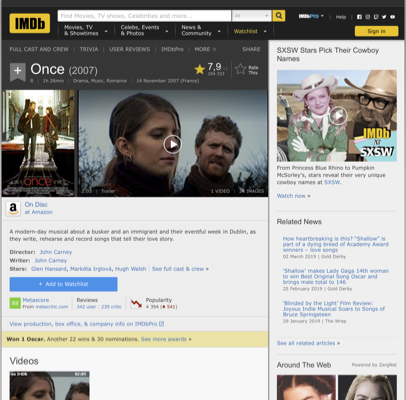 IMDb
Find Movies, TV shows, Celebrities and more...
All
IMDbPro
Help
Movies, TV
& Showtimes
Celebs, Events
& Photos
News &
Community
Watchlist
Sign in
FULL CAST AND CREW | TRIVIA | USER REVIEWS | IMDbPro | MORE
SHARE
Once (2007)
7,9
Rate
This
1h 26min | Drama, Music, Romance | 14 November 2007 (France)
once
2:05 | Trailer
1 VIDEO
IMAGES
On Disc
at Amazon
A modern-day musical about a busker and an immigrant and their eventful week in Dublin, as
they write, rehearse and record songs that tell their love story.
Director: John Carney
Writer: John Carney
Stars: Glen Hansard, Markéta Irglová, Hugh Walsh | See full cast & crew »
+ Add to Watchlist
Metascore
From metacritic.com
Reviews
342 user | 239 critic
Popularity
4 394 ( 541)
View production, box office, & company info on IMDbPro
Won 1 Oscar. Another 22 wins & 30 nominations. See more awards »
Videos
SXSW Stars Pick Their Cowboy
Names
IMDb
AT
SXSW
From Princess Blue Rhino to Pumpkin
McSorley's, stars reveal their very
unique cowboy names at SXSW.
Watch now »
Related News
How heartbreaking is this? "Shallow" is
part of a dying breed of Academy Award
winners – love songs
02 March 2019 | Gold Derby
'Shallow' makes Lady Gaga 14th woman
to win Best Original Song Oscar and
brings male total to 146
25 February 2019 | Gold Derby
'Blinded by the Light' Film Review:
Joyous Indie Musical Soars to Songs of
Bruce Springsteen
29 January 2019 | The Wrap
See all related articles »
Around The Web
Powered by ZergNet